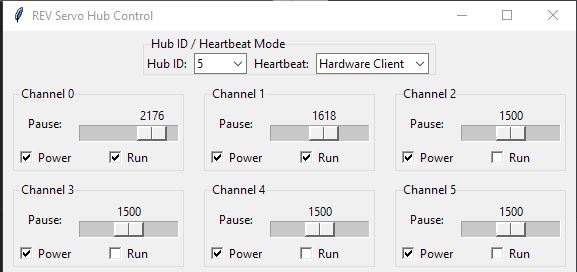 REV Servo Hub Control
Hub ID / Heartbeat Mode
Hub ID: 5 Heartbeat: Hardware Client
Channel 0 Channel 1 Channel 2
2176 1618 1500
Pause: Pause: Pause:
Power Run Power Run Power Run
Channel 3 Channel 4 Channel 5
1500 1500 1500
Pause: Pause: Pause:
Power Run Power Run Power Run